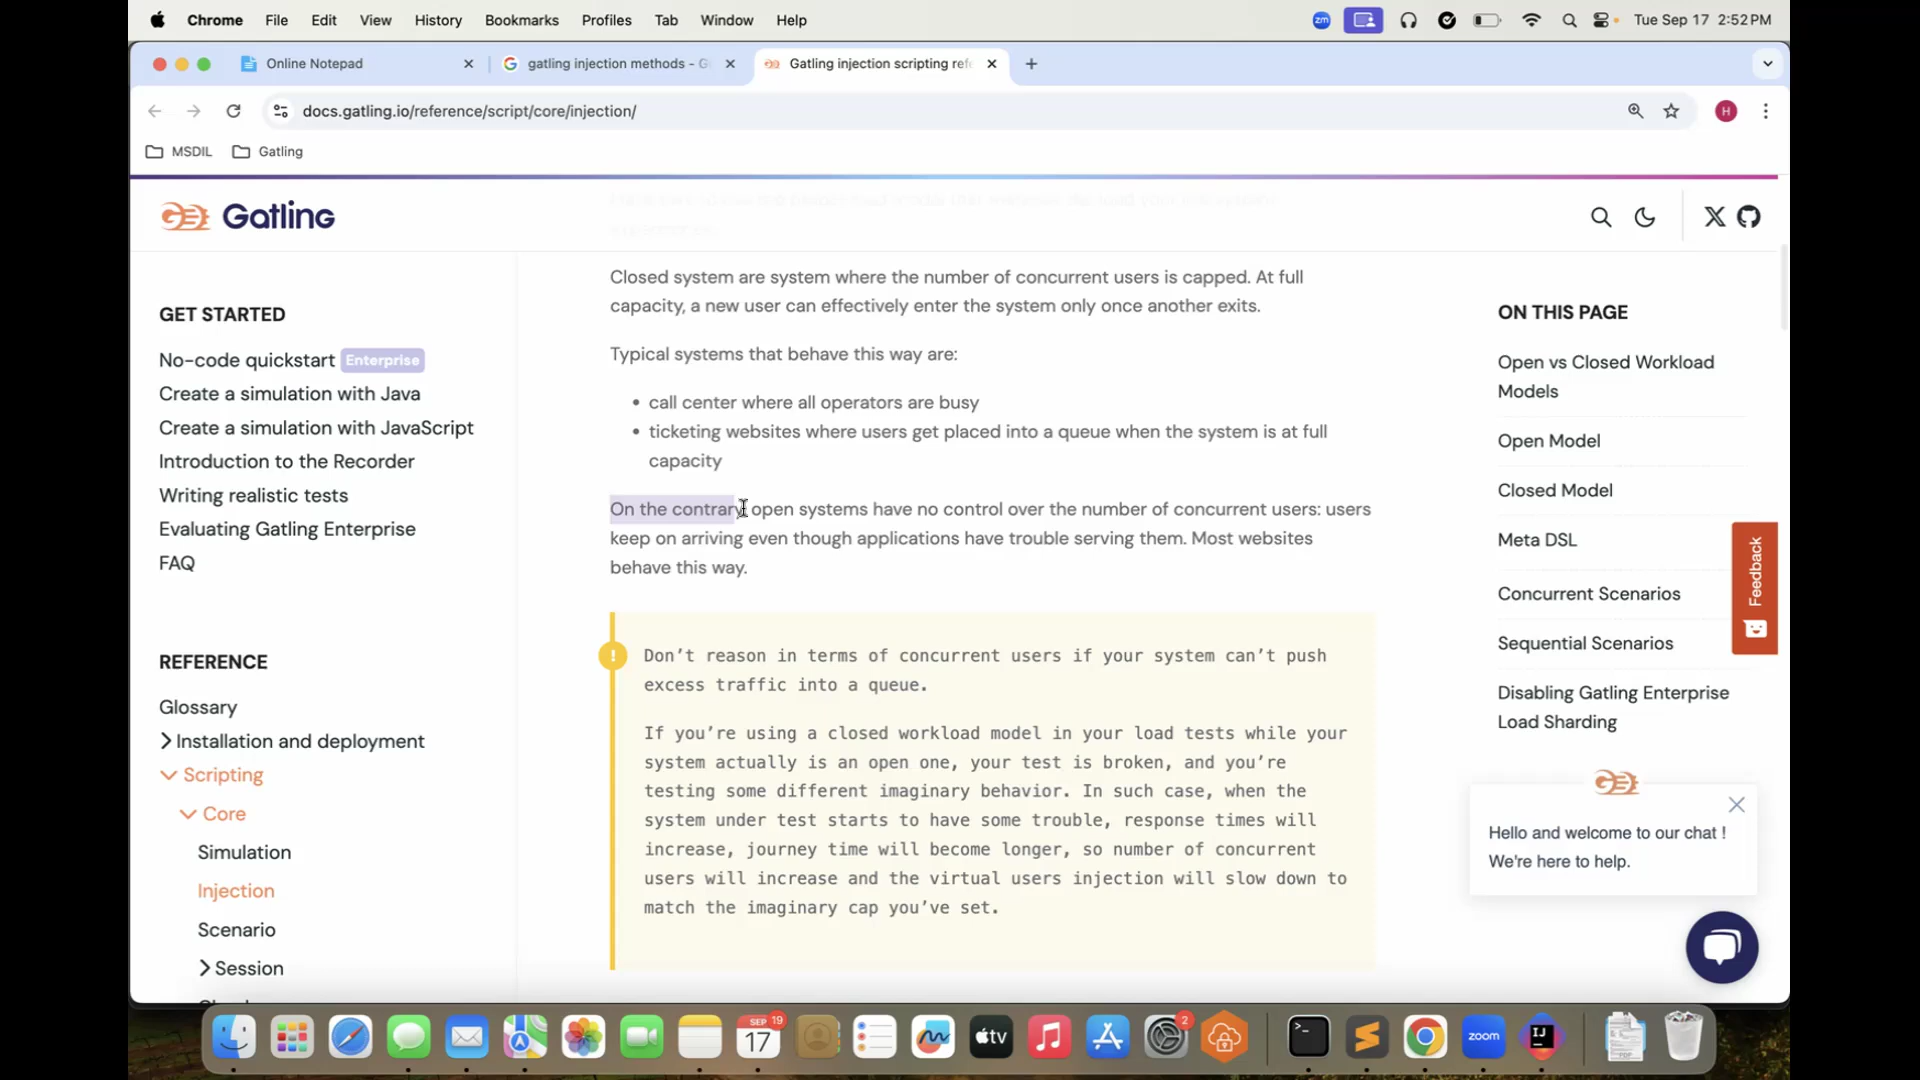 Chrome File Edit View History Bookmarks Profiles Tab Window Help
zm
Tue Sep 17 2:52 PM
Online Notepad
gatling injection methods - G
Gatling injection scripting refe
docs.gatling.io/reference/script/core/injection/
H
MSDIL
Gatling
Gatling
GET STARTED
No-code quickstart Enterprise
Create a simulation with Java
Create a simulation with JavaScript
Introduction to the Recorder
Writing realistic tests
Evaluating Gatling Enterprise
FAQ
REFERENCE
Glossary
Installation and deployment
Scripting
Core
Simulation
Injection
Scenario
Session
Closed system are system where the number of concurrent users is capped. At full
capacity, a new user can effectively enter the system only once another exits.
Typical systems that behave this way are:
• call center where all operators are busy
• ticketing websites where users get placed into a queue when the system is at full
capacity
On the contrary, open systems have no control over the number of concurrent users: users
keep on arriving even though applications have trouble serving them. Most websites
behave this way.
!
Don’t reason in terms of concurrent users if your system can’t push
excess traffic into a queue.
If you’re using a closed workload model in your load tests while your
system actually is an open one, your test is broken, and you’re
testing some different imaginary behavior. In such case, when the
system under test starts to have some trouble, response times will
increase, journey time will become longer, so number of concurrent
users will increase and the virtual users injection will slow down to
match the imaginary cap you’ve set.
ON THIS PAGE
Open vs Closed Workload
Models
Open Model
Closed Model
Meta DSL
Concurrent Scenarios
Sequential Scenarios
Disabling Gatling Enterprise
Load Sharding
Feedback
Hello and welcome to our chat !
We're here to help.
SEP 19
17
tv
2
zoom
IJ
PDF